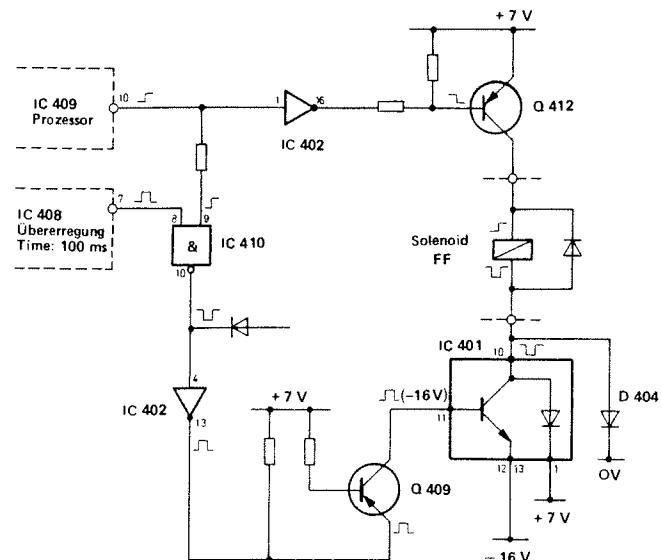 + 7 V
IC 409
Prozessor
10
1
16
IC 402
Q 412
IC 408
Übererregung
Time: 100 ms
7
8
9
&
IC 410
10
Solenoid
FF
IC 401
10
D 404
4
IC 402
13
+ 7 V
(−16 V)
11
Q 409
12
13
1
0V
+ 7 V
− 16 V